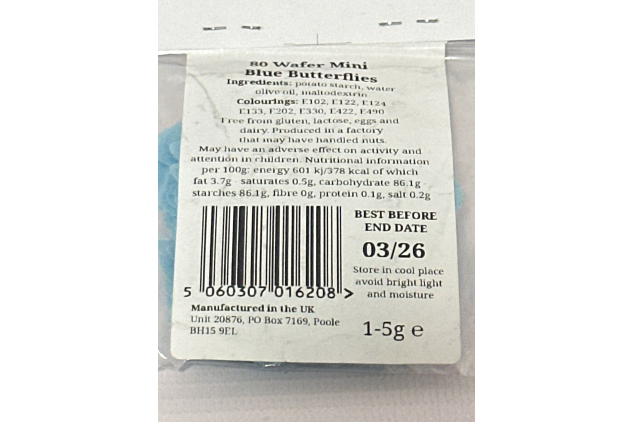 80 Wafer Mini
Blue Butterflies
Ingredients: potato starch, water
olive oil, maltodextrin
Colourings: E102, E122, E124
E133, E202, E330, E422, E490
Free from gluten, lactose, eggs and
dairy. Produced in a factory
that may have handled nuts.
May have an adverse effect on activity and
attention in children. Nutritional information
per 100g: energy 601 kj/378 kcal of which
fat 3.7g - saturates 0.5g, carbohydrate 86.1g -
starches 86.1g, fibre 0g, protein 0.1g, salt 0.2g
BEST BEFORE
END DATE
03/26
Store in cool place
avoid bright light
and moisture
5 060307 016208 >
Manufactured in the UK
Unit 20876, PO Box 7169, Poole
BH15 9EL
1-5g e